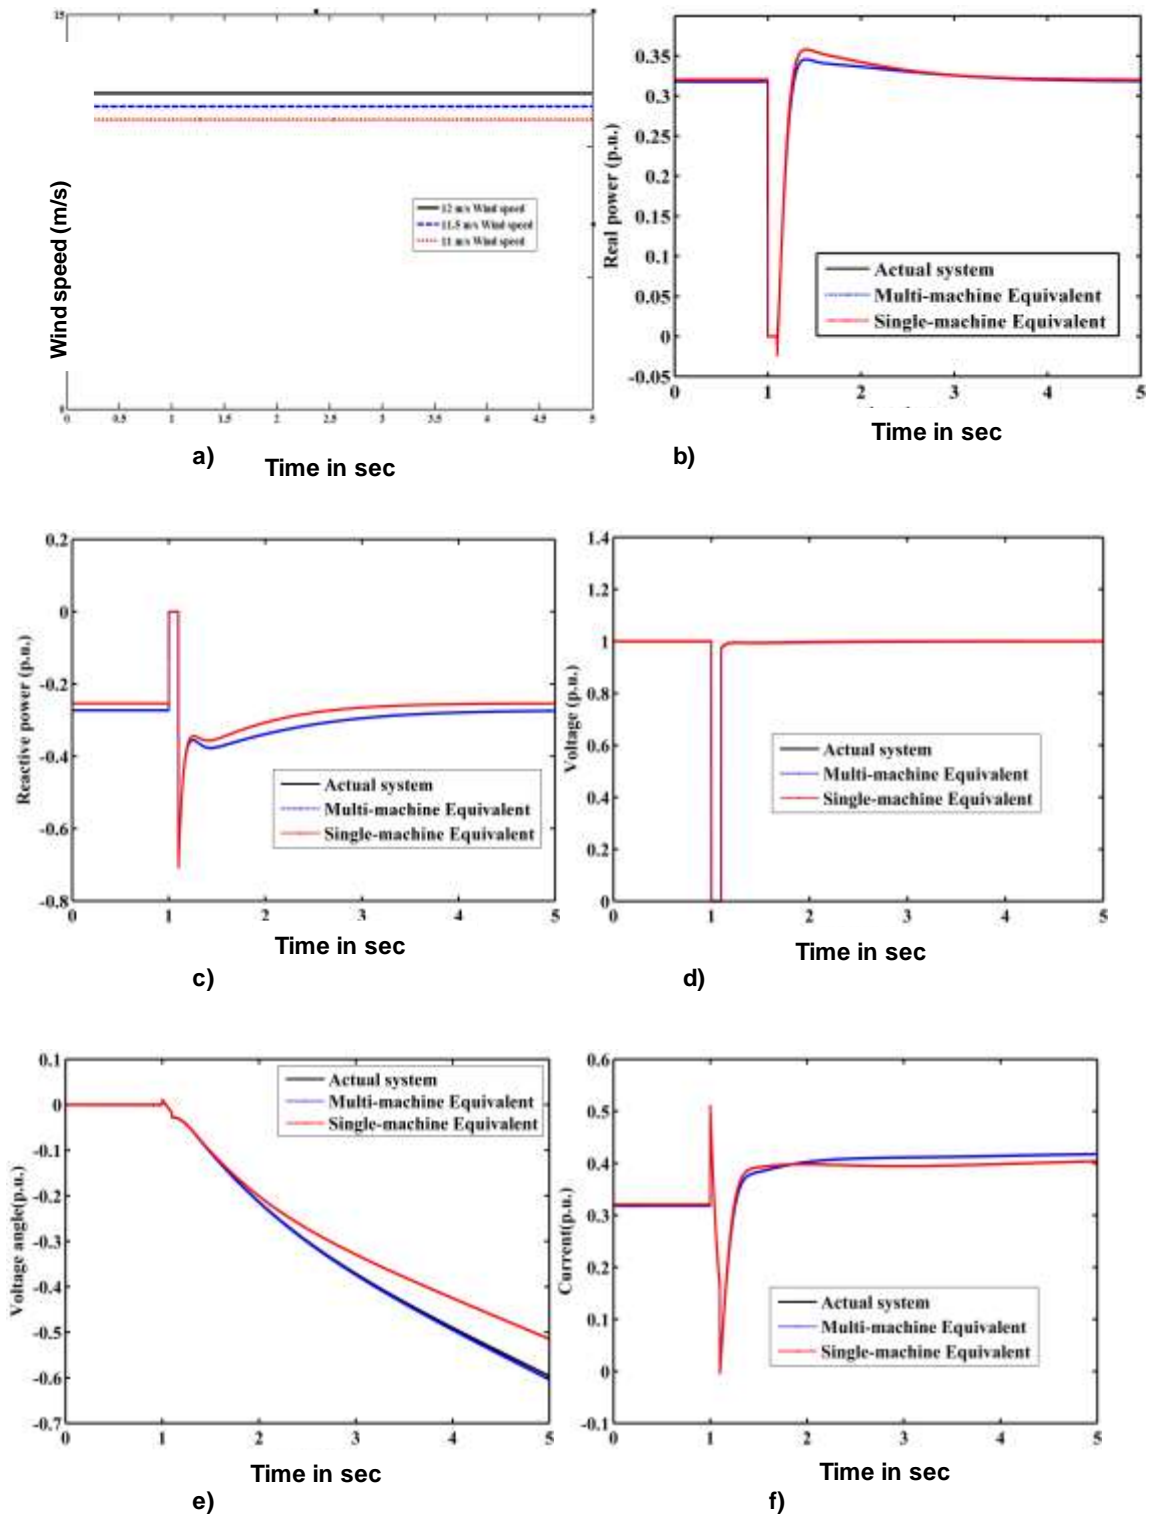 15
Wind speed (m/s)
12 m/s Wind speed
11.5 m/s Wind speed
11 m/s Wind speed
0
0 0.5 1 1.5 2 2.5 3 3.5 4 4.5 5
5
a)
Time in sec
0.35
0.3
0.25
0.2
0.15
0.1
0.05
0
-0.05
Real power (p.u.)
Actual system
Multi-machine Equivalent
Single-machine Equivalent
0 1 2 3 4 5
Time in sec
b)
0.2
0
-0.2
-0.4
-0.6
-0.8
Reactive power (p.u.)
Actual system
Multi-machine Equivalent
Single-machine Equivalent
0 1 2 3 4 5
Time in sec
c)
1.4
1.2
1
0.8
0.6
0.4
0.2
0
Voltage (p.u.)
Actual system
Multi-machine Equivalent
Single-machine Equivalent
0 1 2 3 4 5
Time in sec
d)
0.1
0
-0.1
-0.2
-0.3
-0.4
-0.5
-0.6
-0.7
Voltage angle(p.u.)
Actual system
Multi-machine Equivalent
Single-machine Equivalent
0 1 2 3 4 5
Time in sec
e)
0.6
0.5
0.4
0.3
0.2
0.1
0
-0.1
Current(p.u.)
Actual system
Multi-machine Equivalent
Single-machine Equivalent
0 1 2 3 4 5
Time in sec
f)